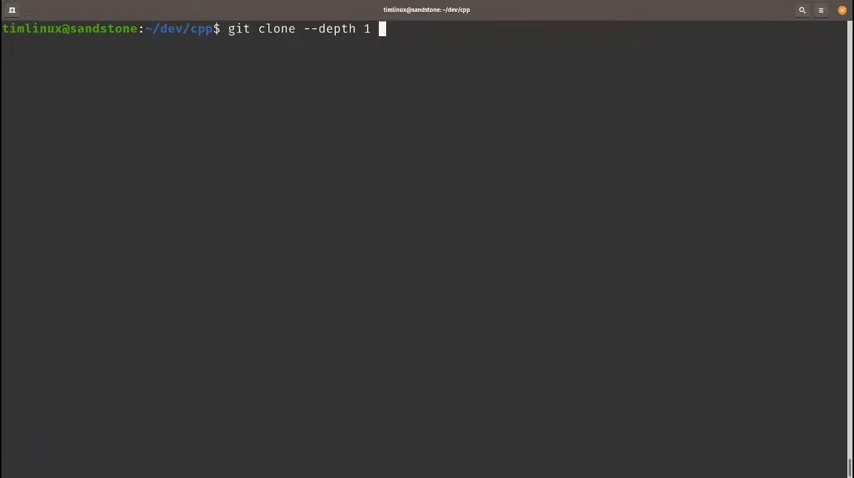 timlinux@sandstone: ~/dev/cpp
timlinux@sandstone:~/dev/cpp$ git clone --depth 1